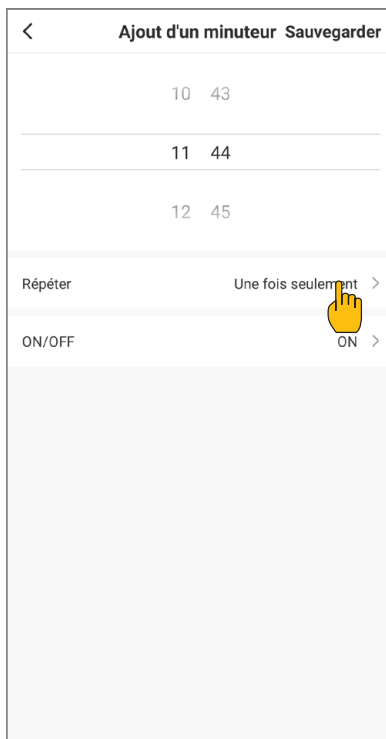 Ajout d'un minuteur Sauvegarder
10 43
11 44
12 45
Répéter Une fois seulement
ON/OFF ON